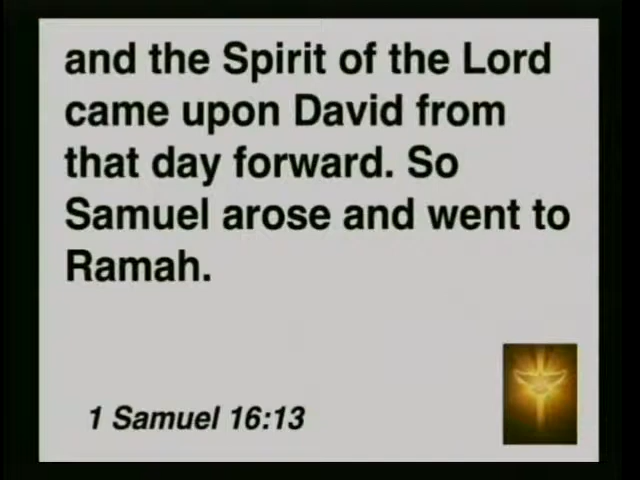 and the Spirit of the Lord
came upon David from
that day forward. So
Samuel arose and went to
Ramah.
1 Samuel 16:13